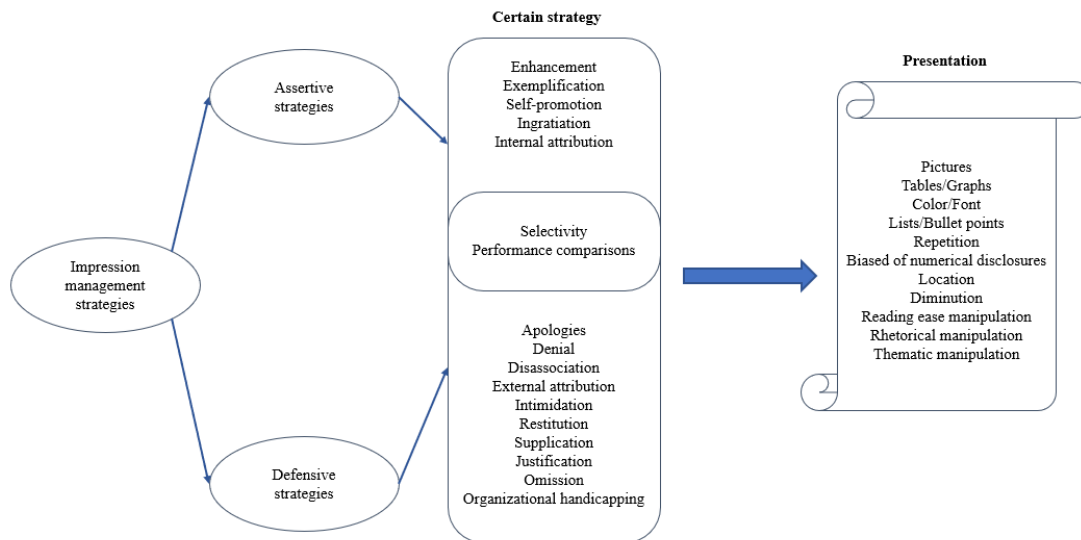 Impression
management
strategies
Assertive
strategies
Defensive
strategies
Certain strategy
Enhancement
Exemplification
Self-promotion
Ingratiation
Internal attribution
Selectivity
Performance comparisons
Apologies
Denial
Disassociation
External attribution
Intimidation
Restitution
Supplication
Justification
Omission
Organizational handicapping
Presentation
Pictures
Tables/Graphs
Color/Font
Lists/Bullet points
Repetition
Biased of numerical disclosures
Location
Diminution
Reading ease manipulation
Rhetorical manipulation
Thematic manipulation